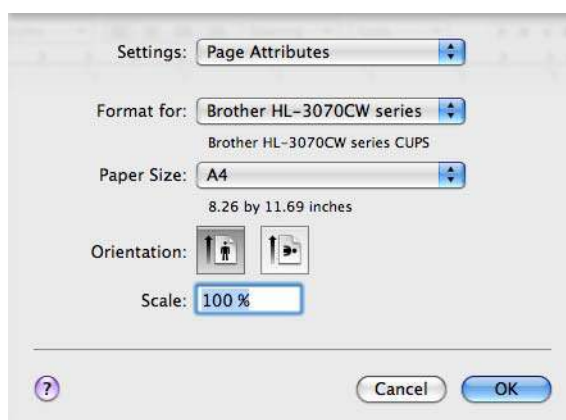 Settings: Page Attributes
Format for: Brother HL-3070CW series
Brother HL-3070CW series CUPS
Paper Size: A4
8.26 by 11.69 inches
Orientation:
Scale: 100 %
? Cancel OK